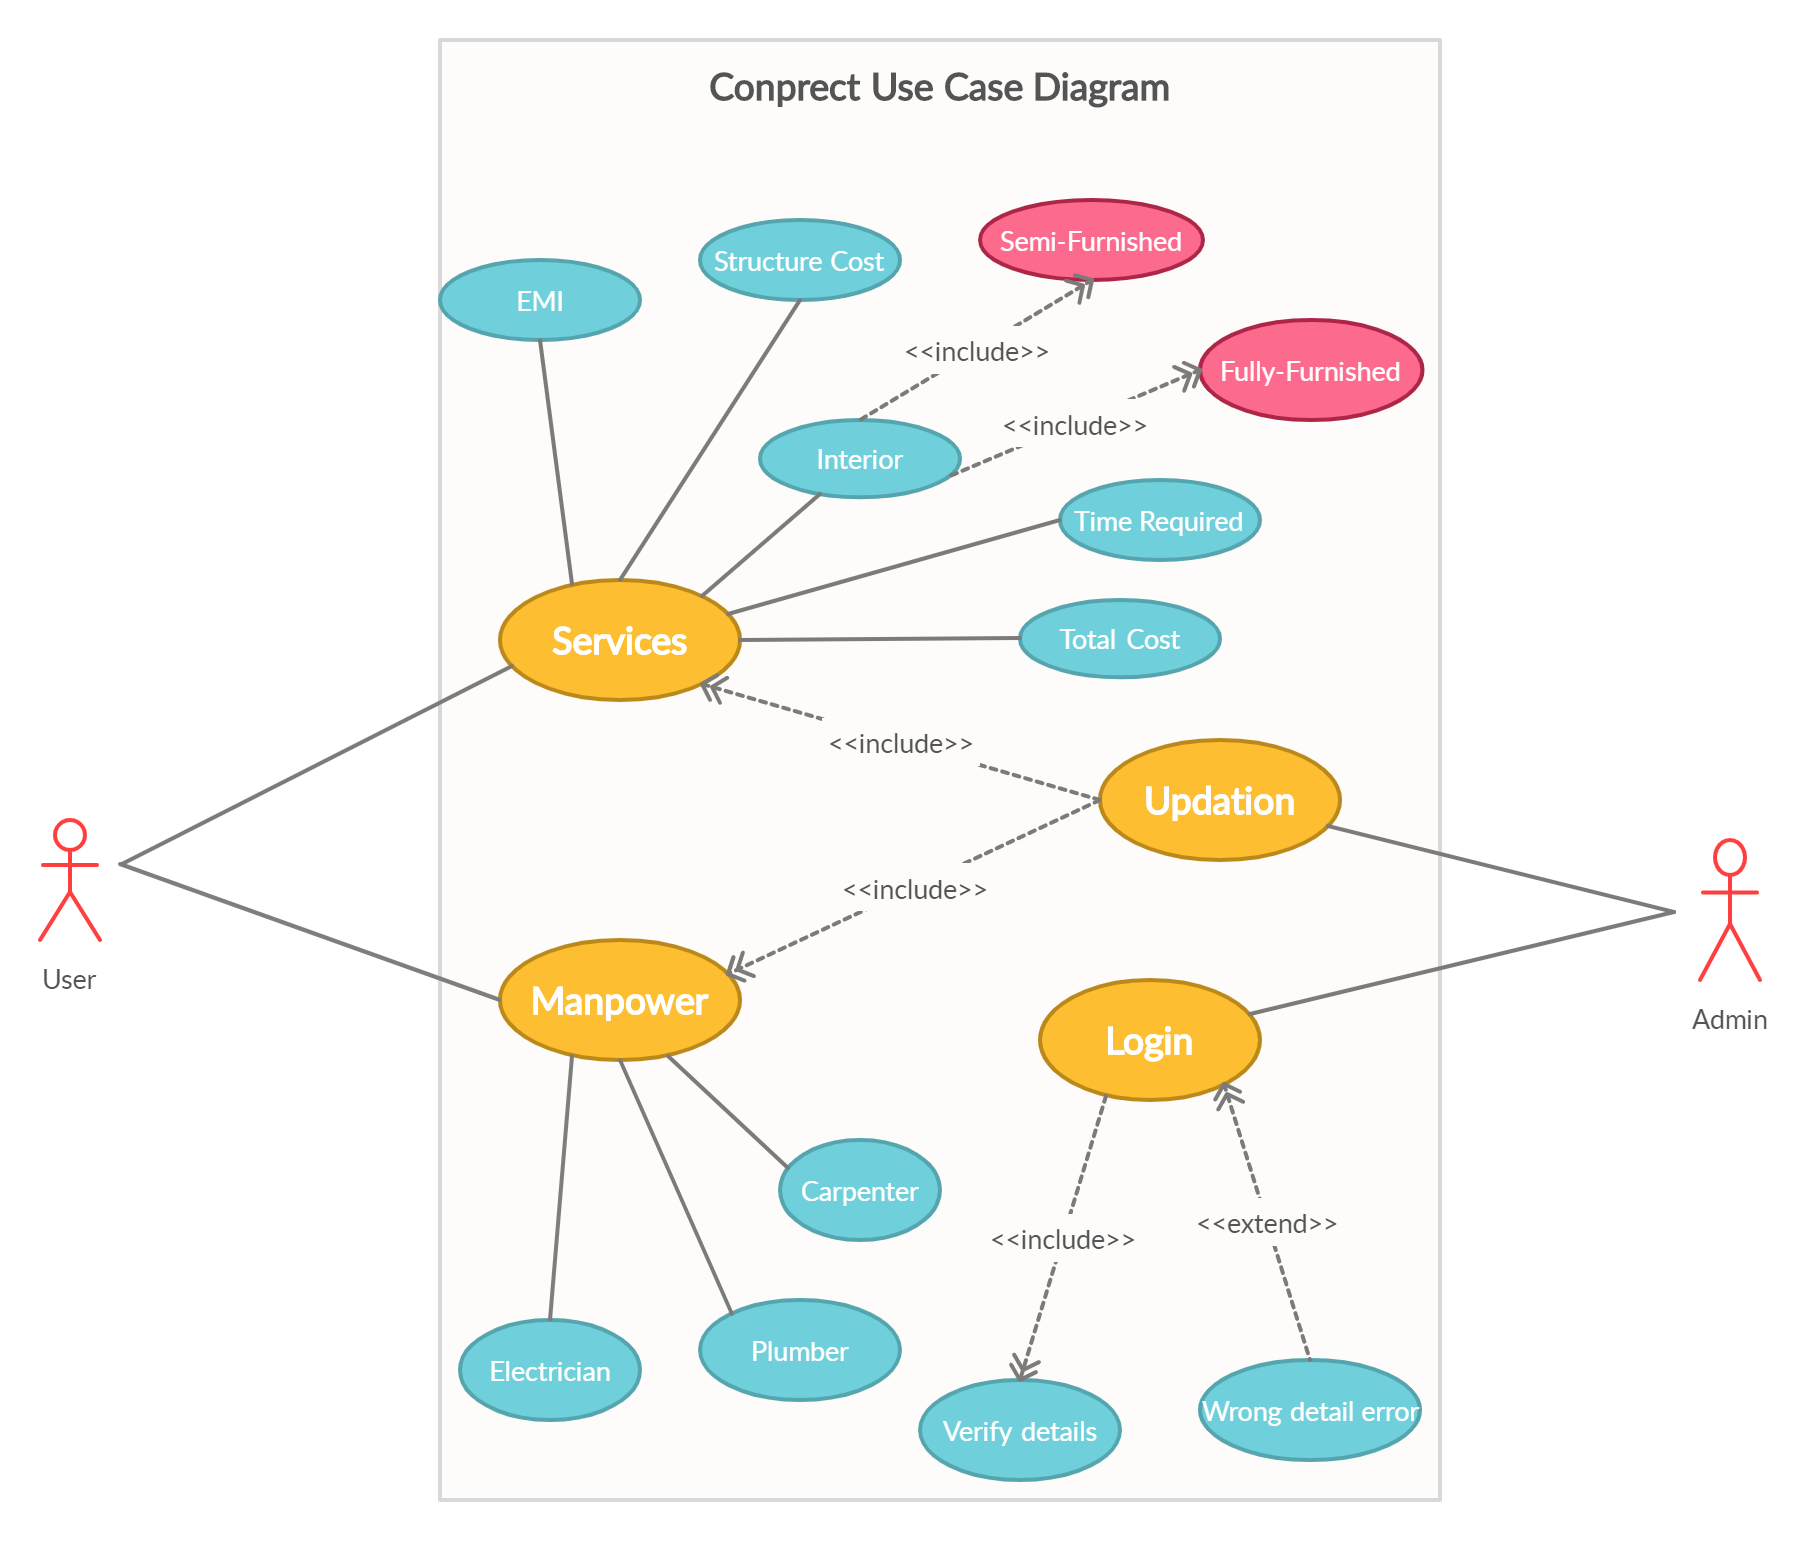 Conprect Use Case Diagram
Semi-Furnished
Structure Cost
EMI
<<include>>
Fully-Furnished
<<include>>
Interior
Time Required
Total Cost
Services
<<include>>
Updation
<<include>>
User
Manpower
Admin
Login
Carpenter
<<extend>>
<<include>>
Plumber
Electrician
Wrong detail error
Verify details